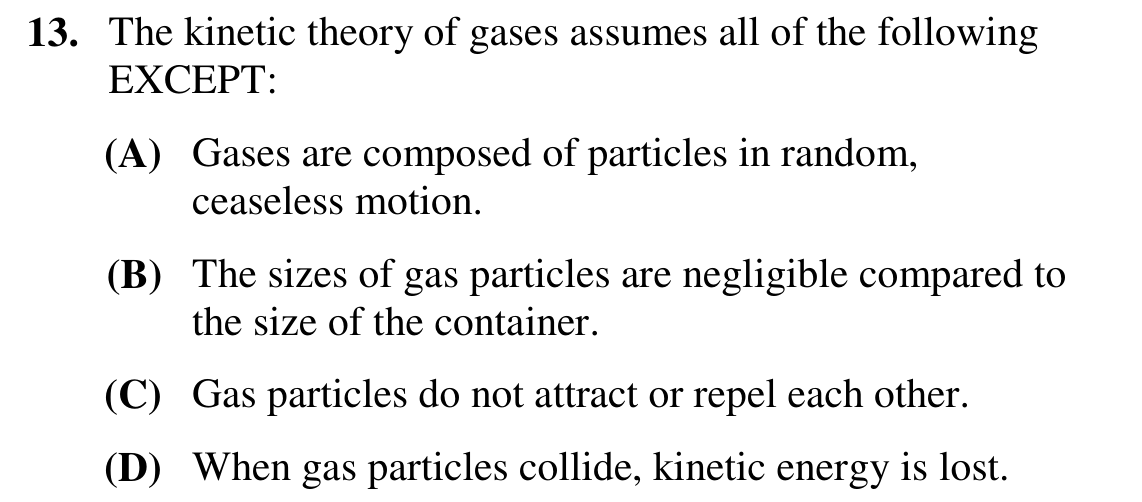 13. The kinetic theory of gases assumes all of the following
EXCEPT:
(A) Gases are composed of particles in random,
ceaseless motion.
(B) The sizes of gas particles are negligible compared to
the size of the container.
(C) Gas particles do not attract or repel each other.
(D) When gas particles collide, kinetic energy is lost.